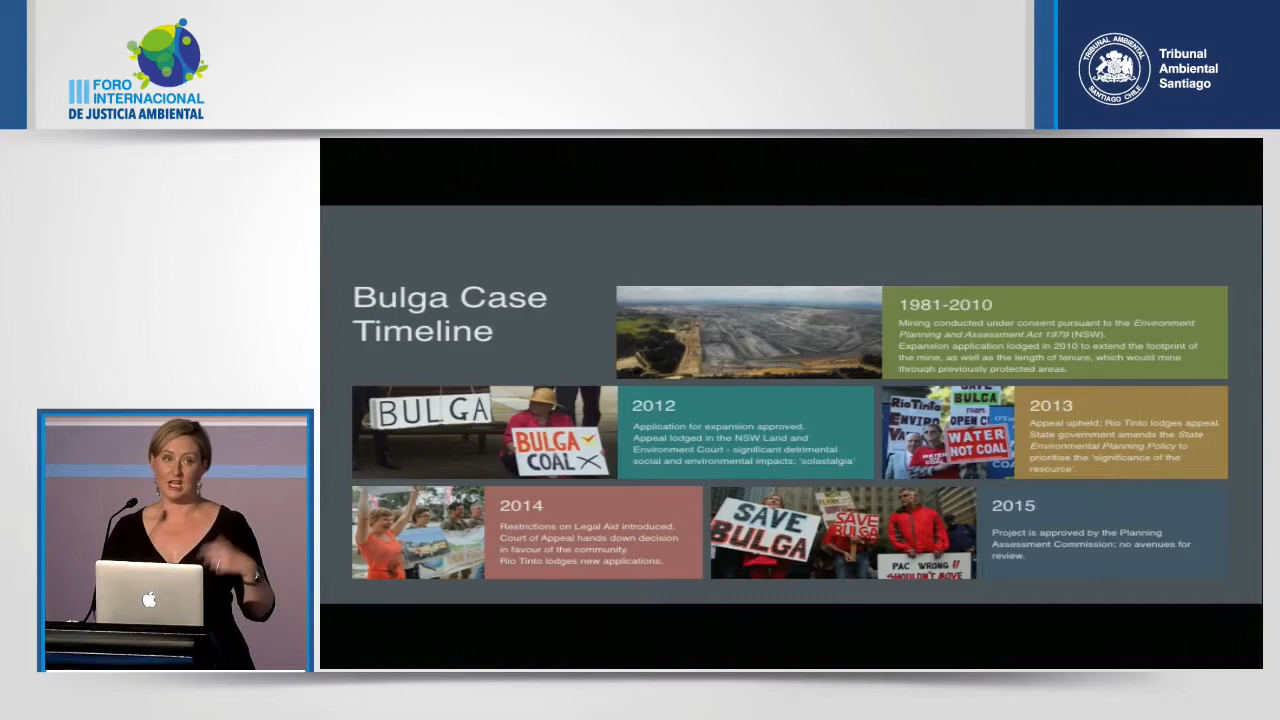 III FORO
INTERNACIONAL
DE JUSTICIA AMBIENTAL
TRIBUNAL AMBIENTAL
SANTIAGO CHILE
Tribunal
Ambiental
Santiago
Bulga Case
Timeline
1981-2010
Mining conducted under consent pursuant to the Environment
Planning and Assessment Act 1979 (NSW).
Expansion application lodged in 2010 to extend the footprint of
the mine, as well as the length of tenure, which would mine
through previously protected areas.
BULGA
BULGA
COAL
2012
Application for expansion approved.
Appeal lodged in the NSW Land and
Environment Court - significant detrimental
social and environmental impacts; 'solastalgia'
RioTinto
ENVIRO
SAVE
BULGA
FROM
OPEN C
WATER
NOT COAL
WATER
COAL
2013
Appeal upheld; Rio Tinto lodges appeal.
State government amends the State
Environmental Planning Policy to
prioritise the 'significance of the
resource'.
2014
Restrictions on Legal Aid introduced.
Court of Appeal hands down decision
in favour of the community.
Rio Tinto lodges new applications.
SAVE
BULGA
SAVE
BULGA
PAC WRONG !!
SHOULDN'T MOVE
2015
Project is approved by the Planning
Assessment Commission; no avenues for
review.